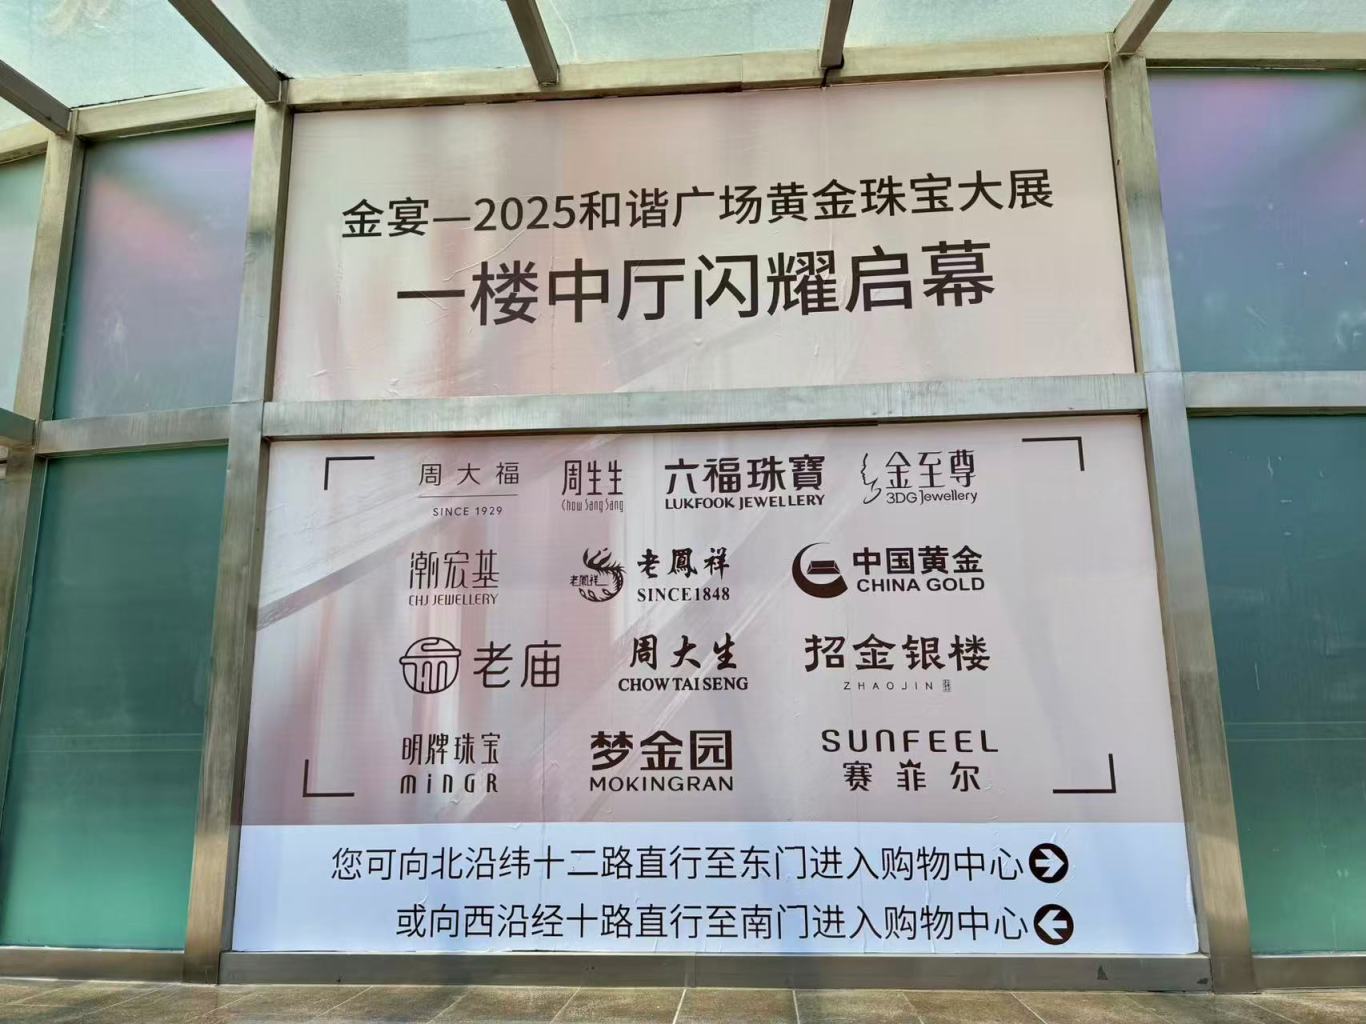 金宴—2025和谐广场黄金珠宝大展
一楼中厅闪耀启幕
周大福
SINCE 1929
周生生
Chow Sang Sang
六福珠寶
LUKFOOK JEWELLERY
金至尊
3DG Jewellery
潮宏基
CHJ JEWELLERY
老鳳祥
老鳳祥
SINCE1848
中国黄金
CHINA GOLD
老庙
周大生
CHOW TAI SENG
招金银楼
ZHAOJIN
明牌珠宝
MINGR
梦金园
MOKINGRAN
SUNFEEL
赛菲尔
您可向北沿纬十二路直行至东门进入购物中心
或向西沿经十路直行至南门进入购物中心